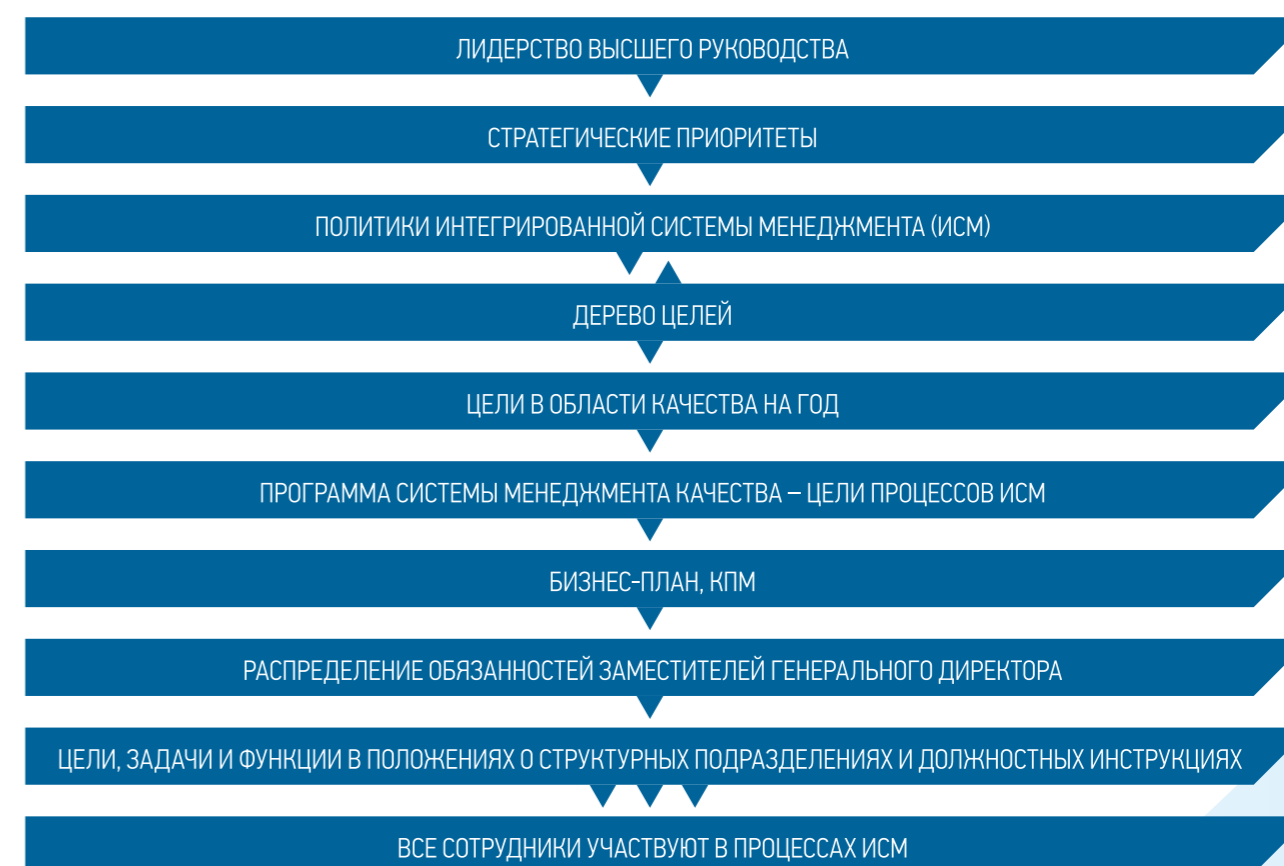 ЛИДЕРСТВО ВЫСШЕГО РУКОВОДСТВА
СТРАТЕГИЧЕСКИЕ ПРИОРИТЕТЫ
ПОЛИТИКИ ИНТЕГРИРОВАННОЙ СИСТЕМЫ МЕНЕДЖМЕНТА (ИСМ)
ДЕРЕВО ЦЕЛЕЙ
ЦЕЛИ В ОБЛАСТИ КАЧЕСТВА НА ГОД
ПРОГРАММА СИСТЕМЫ МЕНЕДЖМЕНТА КАЧЕСТВА – ЦЕЛИ ПРОЦЕССОВ ИСМ
БИЗНЕС-ПЛАН, КПМ
РАСПРЕДЕЛЕНИЕ ОБЯЗАННОСТЕЙ ЗАМЕСТИТЕЛЕЙ ГЕНЕРАЛЬНОГО ДИРЕКТОРА
ЦЕЛИ, ЗАДАЧИ И ФУНКЦИИ В ПОЛОЖЕНИЯХ О СТРУКТУРНЫХ ПОДРАЗДЕЛЕНИЯХ И ДОЛЖНОСТНЫХ ИНСТРУКЦИЯХ
ВСЕ СОТРУДНИКИ УЧАСТВУЮТ В ПРОЦЕССАХ ИСМ